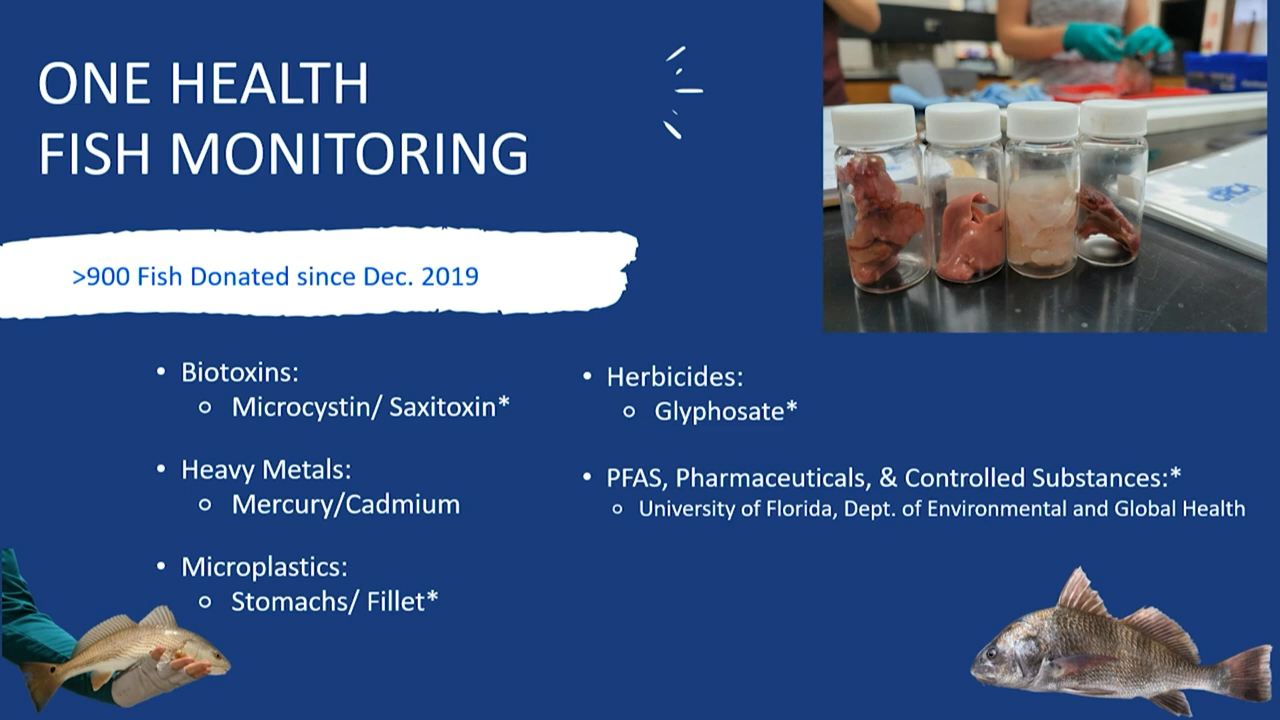 ONE HEALTH
FISH MONITORING
>900 Fish Donated since Dec. 2019
• Biotoxins:
○ Microcystin/ Saxitoxin*
• Heavy Metals:
○ Mercury/Cadmium
• Microplastics:
○ Stomachs/ Fillet*
• Herbicides:
○ Glyphosate*
• PFAS, Pharmaceuticals, & Controlled Substances:*
○ University of Florida, Dept. of Environmental and Global Health